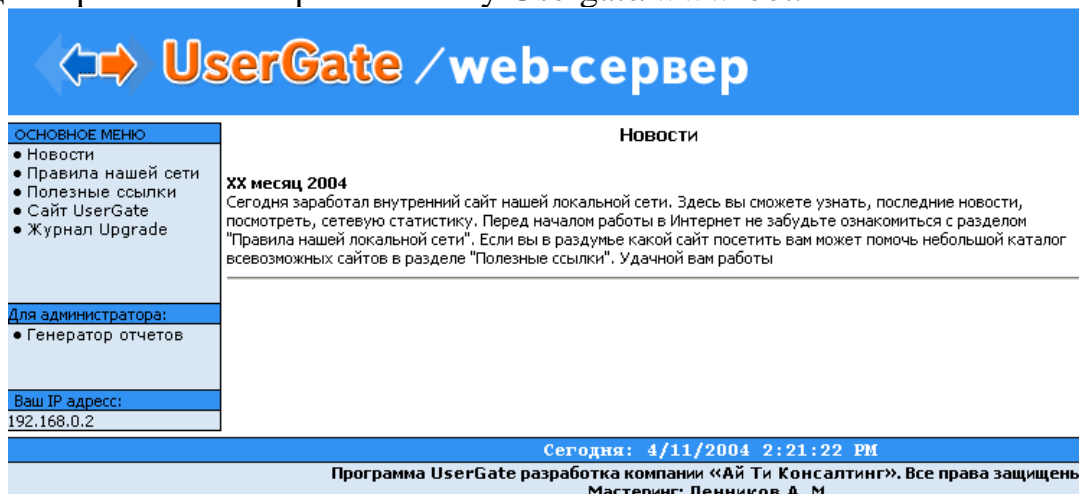 UserGate /web-сервер
ОСНОВНОЕ МЕНЮ
● Новости
● Правила нашей сети
● Полезные ссылки
● Сайт UserGate
● Журнал Upgrade
Для администратора:
● Генератор отчетов
Ваш IP адресс:
192.168.0.2
Новости
XX месяц 2004
Сегодня заработал внутренний сайт нашей локальной сети. Здесь вы сможете узнать, последние новости,
посмотреть, сетевую статистику. Перед началом работы в Интернет не забудьте ознакомиться с разделом
"Правила нашей локальной сети". Если вы в раздумье какой сайт посетить вам может помочь небольшой каталог
всевозможных сайтов в разделе "Полезные ссылки". Удачной вам работы
Сегодня: 4/11/2004 2:21:22 PM
Программа UserGate разработка компании «Ай Ти Консалтинг». Все права защищены
Мастеринг: А. М